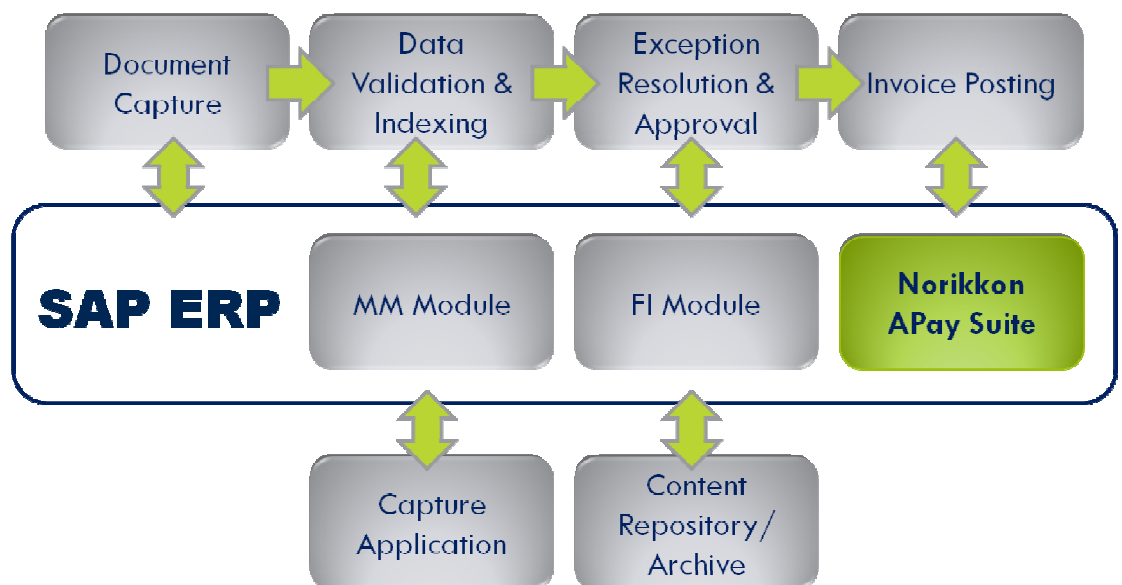 Document
Capture
Data
Validation &
Indexing
Exception
Resolution &
Approval
Invoice Posting
SAP ERP
MM Module
FI Module
Norikkon
APay Suite
Capture
Application
Content
Repository/
Archive